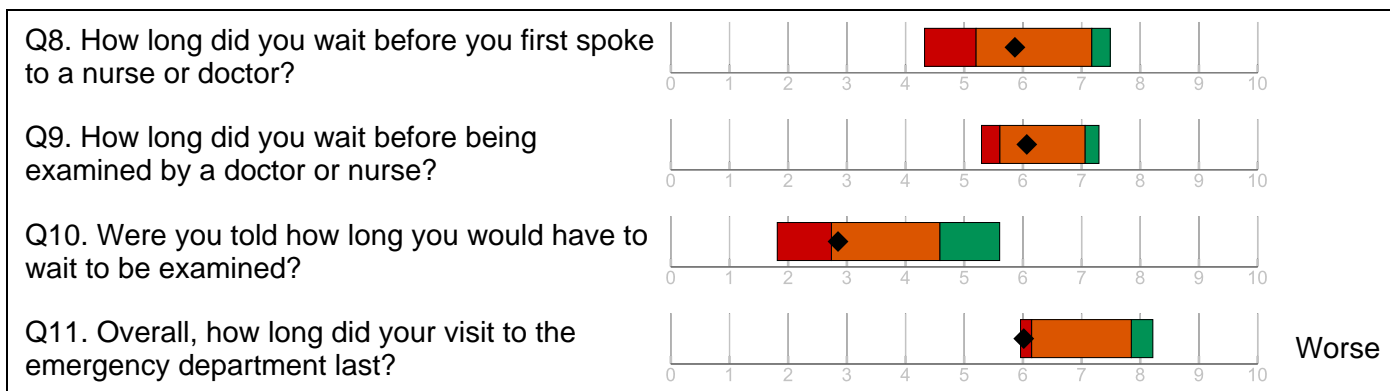 Q8. How long did you wait before you first spoke
to a nurse or doctor?
0 1 2 3 4 5 6 7 8 9 10
Q9. How long did you wait before being
examined by a doctor or nurse?
0 1 2 3 4 5 6 7 8 9 10
Q10. Were you told how long you would have to
wait to be examined?
0 1 2 3 4 5 6 7 8 9 10
Q11. Overall, how long did your visit to the
emergency department last?
Worse
0 1 2 3 4 5 6 7 8 9 10